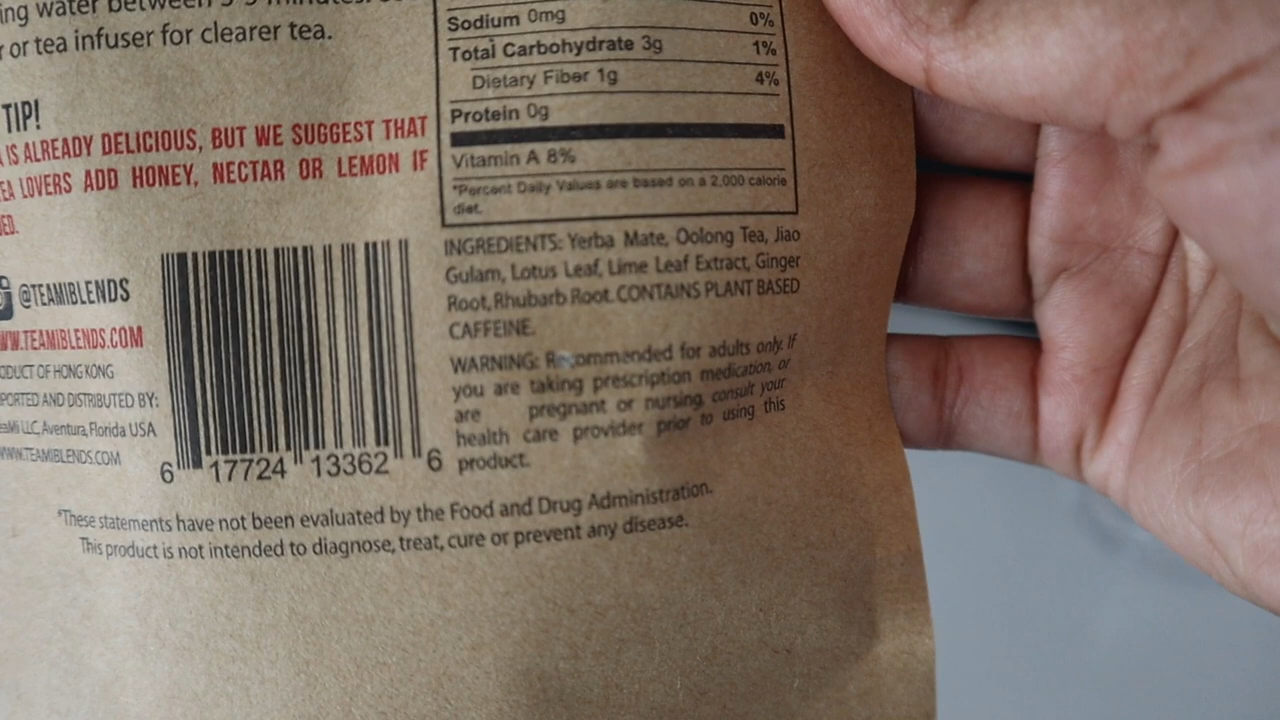 ing water between 3-5 minutes.
r or tea infuser for clearer tea.
TIP!
IS ALREADY DELICIOUS, BUT WE SUGGEST THAT
EA LOVERS ADD HONEY, NECTAR OR LEMON IF
ED.
@TEAMIBLENDS
WW.TEAMIBLENDS.COM
ODUCT OF HONG KONG
PORTED AND DISTRIBUTED BY:
eaMi LLC, Aventura, Florida USA
WWW.TEAMIBLENDS.COM
6 17724 13362 6
Sodium 0mg 0%
Total Carbohydrate 3g 1%
Dietary Fiber 1g 4%
Protein 0g
Vitamin A 8%
*Percent Daily Values are based on a 2,000 calorie
diet.
INGREDIENTS: Yerba Mate, Oolong Tea, Jiao
Gulam, Lotus Leaf, Lime Leaf Extract, Ginger
Root, Rhubarb Root. CONTAINS PLANT BASED
CAFFEINE.
WARNING: Recommended for adults only. If
you are taking prescription medication, or
are pregnant or nursing, consult your
health care provider prior to using this
product.
*These statements have not been evaluated by the Food and Drug Administration.
This product is not intended to diagnose, treat, cure or prevent any disease.